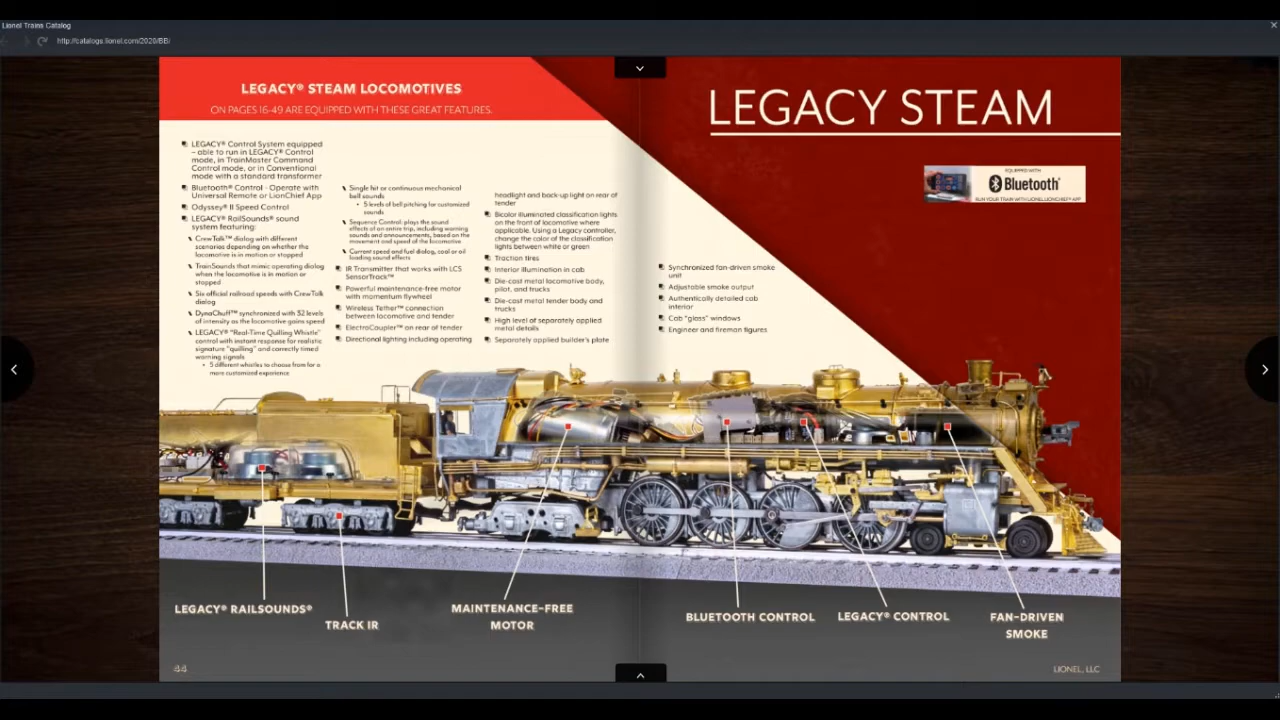 Lionel Trains Catalog
http://catalogs.lionel.com/2020/BB/
LEGACY® STEAM LOCOMOTIVES
ON PAGES 16-49 ARE EQUIPPED WITH THESE GREAT FEATURES.
LEGACY® Control System equipped
– able to run in LEGACY® Control
mode, in TrainMaster Command
Control mode, or in Conventional
mode with a standard transformer
Bluetooth® Control - Operate with
Universal Remote or LionChief App
Odyssey® II Speed Control
LEGACY® RailSounds® sound
system featuring:
CrewTalk™ dialog with different
scenarios depending on whether the
locomotive is in motion or stopped
TrainSounds that mimic operating dialog
when the locomotive is in motion or
stopped
Six official railroad speeds with CrewTalk
dialog
DynaChuff™ synchronized with 32 levels
of intensity as the locomotive gains speed
LEGACY® "Real-Time Quilling Whistle"
control with instant response for realistic
signature "quilling" and correctly timed
warning signals
• 5 different whistles to choose from for a
more customized experience
Single hit or continuous mechanical
bell sounds
• 5 levels of bell pitching for customized
sounds
Sequence Control: plays the sound
effects of an entire trip, including warning
sounds and announcements, based on the
movement and speed of the locomotive
Current speed and fuel dialog, coal or oil
loading sound effects
IR Transmitter that works with LCS
SensorTrack™
Powerful maintenance-free motor
with momentum flywheel
Wireless Tether™ connection
between locomotive and tender
ElectroCoupler™ on rear of tender
Directional lighting including operating
headlight and back-up light on rear of
tender
Bicolor illuminated classification lights
on the front of locomotive where
applicable. Using a Legacy controller,
change the color of the classification
lights between white or green
Traction tires
Interior illumination in cab
Die-cast metal locomotive body,
pilot, and trucks
Die-cast metal tender body and
trucks
High level of separately applied
metal details
Separately applied builder's plate
LEGACY STEAM
EQUIPPED WITH
Bluetooth®
RUN YOUR TRAIN WITH LIONEL LIONCHIEF APP
Synchronized fan-driven smoke
unit
Adjustable smoke output
Authentically detailed cab
interior
Cab "glass" windows
Engineer and fireman figures
LEGACY® RAILSOUNDS®
TRACK IR
MAINTENANCE-FREE
MOTOR
BLUETOOTH CONTROL
LEGACY® CONTROL
FAN-DRIVEN
SMOKE
44
LIONEL, LLC